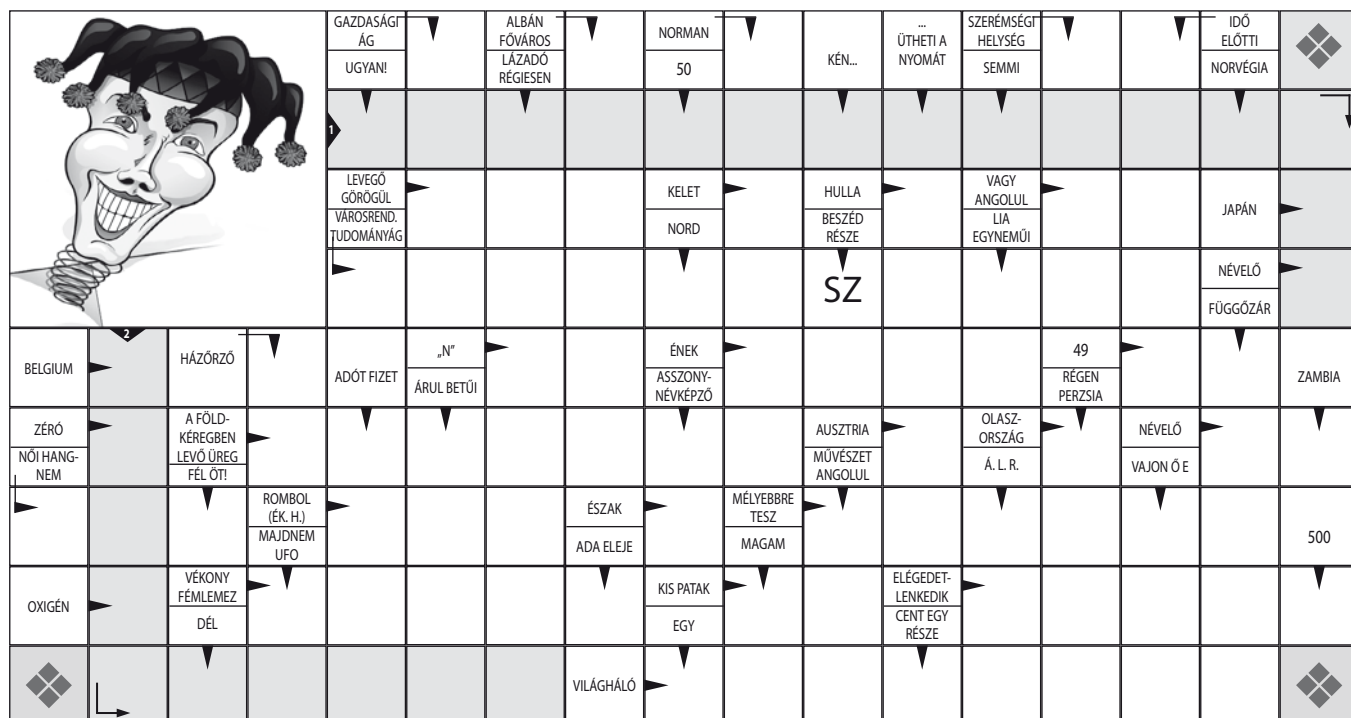 GAZDASÁGI
ÁG
UGYAN!
ALBÁN
FŐVÁROS
LÁZADÓ
RÉGIESEN
NORMAN
50
KÉN...
...
ÜTHETI A
NYOMÁT
SZERÉMSÉGI
HELYSÉG
SEMMI
IDŐ
ELŐTTI
NORVÉGIA
1
LEVEGŐ
GÖRÖGÜL
VÁROSREND.
TUDOMÁNYÁG
KELET
NORD
HULLA
BESZÉD
RÉSZE
VAGY
ANGOLUL
LIA
EGYNEMŰI
JAPÁN
SZ
NÉVELŐ
FÜGGŐZÁR
BELGIUM
2
HÁZŐRZŐ
ADÓT FIZET
„N”
ÁRUL BETŰI
ÉNEK
ASSZONY-
NÉVKÉPZŐ
49
RÉGEN
PERZSIA
ZAMBIA
ZÉRÓ
NŐI HANG-
NEM
A FÖLD-
KÉREGBEN
LEVŐ ÜREG
FÉL ÖT!
AUSZTRIA
MŰVÉSZET
ANGOLUL
OLASZ-
ORSZÁG
Á. L. R.
NÉVELŐ
VAJON Ő E
ROMBOL
(ÉK. H.)
MAJDNEM
UFO
ÉSZAK
ADA ELEJE
MÉLYEBBRE
TESZ
MAGAM
500
OXIGÉN
VÉKONY
FÉMLEMEZ
DÉL
KIS PATAK
EGY
ELÉGEDET-
LENKEDIK
CENT EGY
RÉSZE
VILÁGHÁLÓ